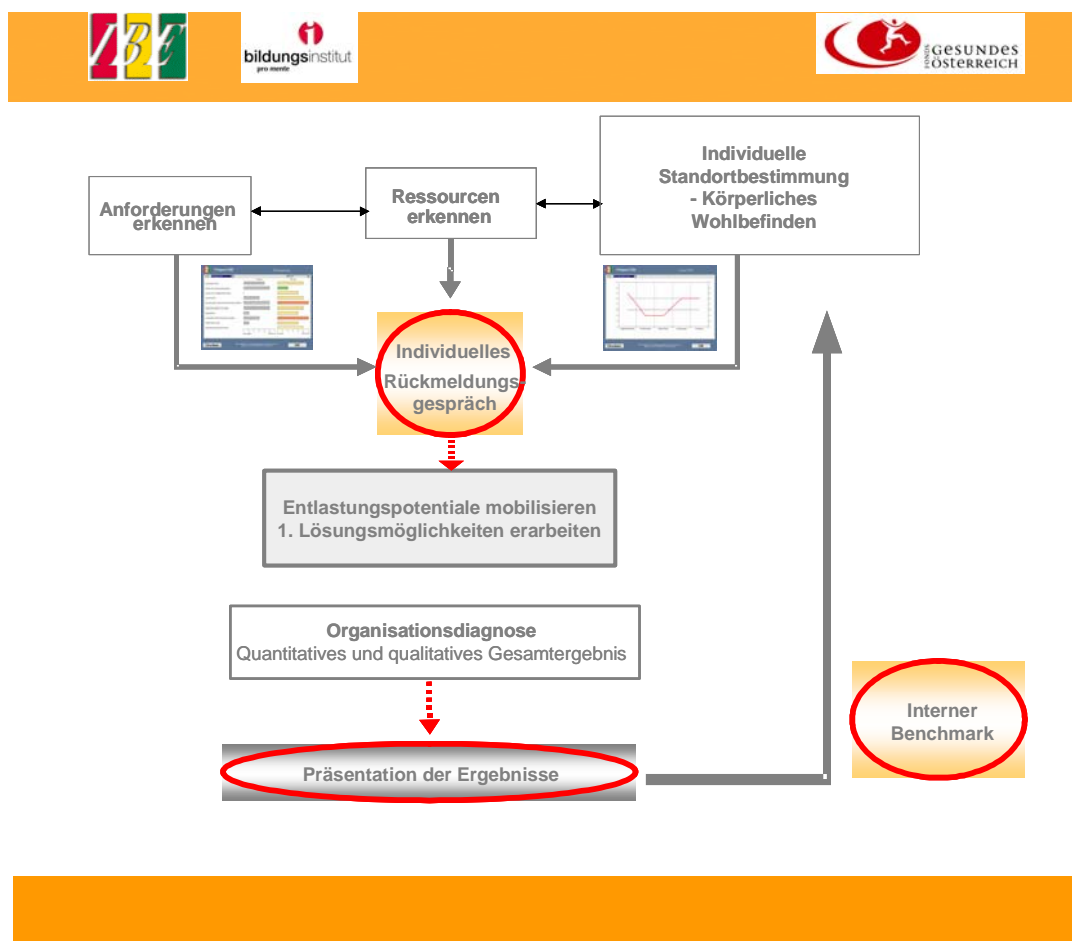 IBE
bildungsinstitut
pro mente
FONDS
GESUNDES
ÖSTERREICH
Anforderungen
erkennen
Ressourcen
erkennen
Individuelle
Standortbestimmung
- Körperliches
Wohlbefinden
Individuelles
Rückmeldungs-
gespräch
Entlastungspotentiale mobilisieren
1. Lösungsmöglichkeiten erarbeiten
Organisationsdiagnose
Quantitatives und qualitatives Gesamtergebnis
Präsentation der Ergebnisse
Interner
Benchmark